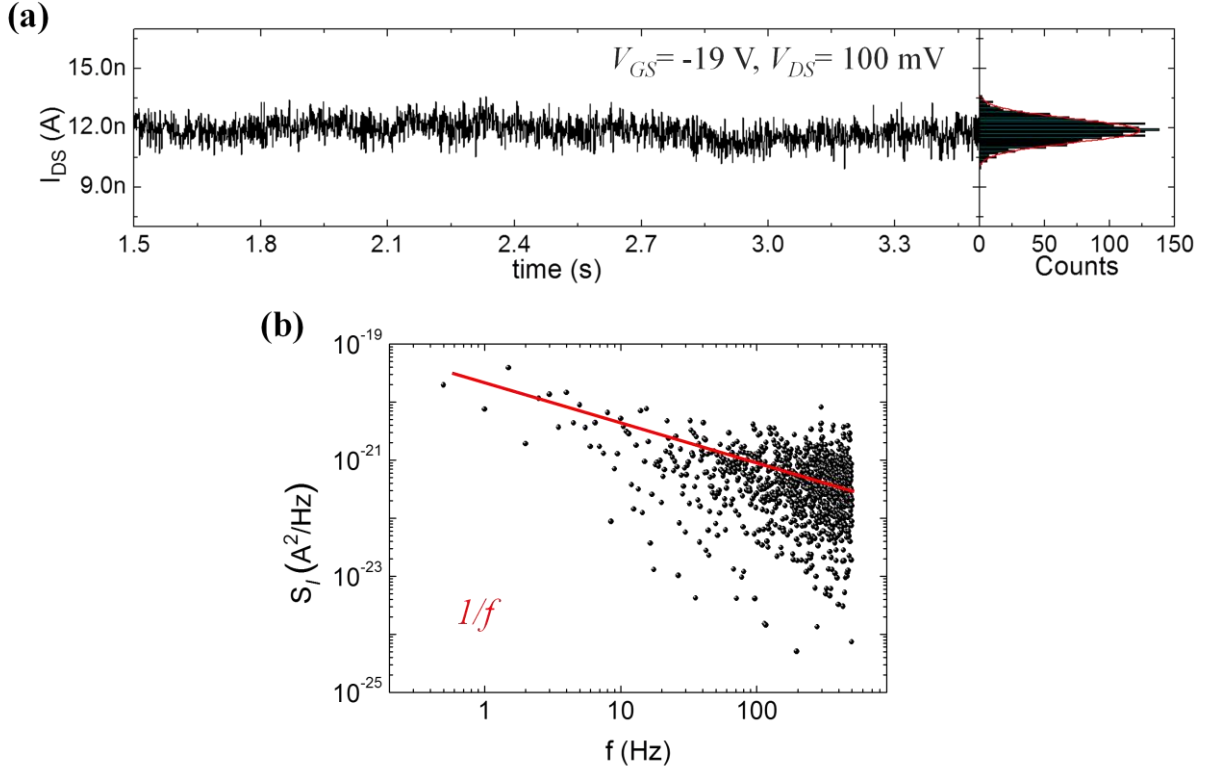 (a)
V_GS= -19 V, V_DS= 100 mV
I_DS (A)
15.0n
12.0n
9.0n
1.5 1.8 2.1 2.4 2.7 3.0 3.3
time (s)
0 50 100 150
Counts
(b)
S_I (A^2/Hz)
10^-19
10^-21
10^-23
10^-25
1/f
1 10 100
f (Hz)